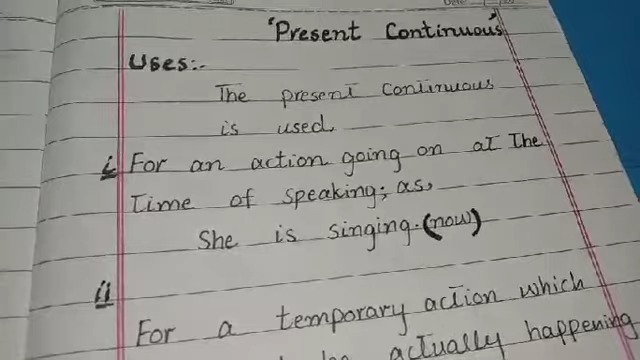 'Present Continuous'
Uses:-
The present continuous
is used.
i For an action going on at the
time of speaking; as,
She is singing. (now)
ii
For a temporary action which
be actually happening